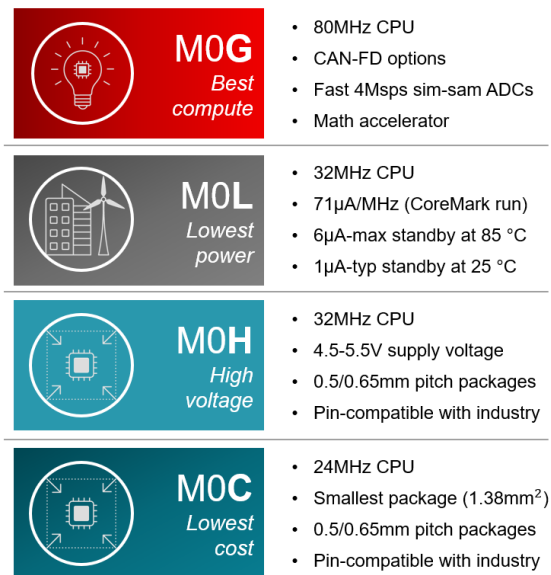 M0G
Best
compute
• 80MHz CPU
• CAN-FD options
• Fast 4Msps sim-sam ADCs
• Math accelerator
M0L
Lowest
power
• 32MHz CPU
• 71µA/MHz (CoreMark run)
• 6µA-max standby at 85 °C
• 1µA-typ standby at 25 °C
M0H
High
voltage
• 32MHz CPU
• 4.5-5.5V supply voltage
• 0.5/0.65mm pitch packages
• Pin-compatible with industry
M0C
Lowest
cost
• 24MHz CPU
• Smallest package (1.38mm²)
• 0.5/0.65mm pitch packages
• Pin-compatible with industry